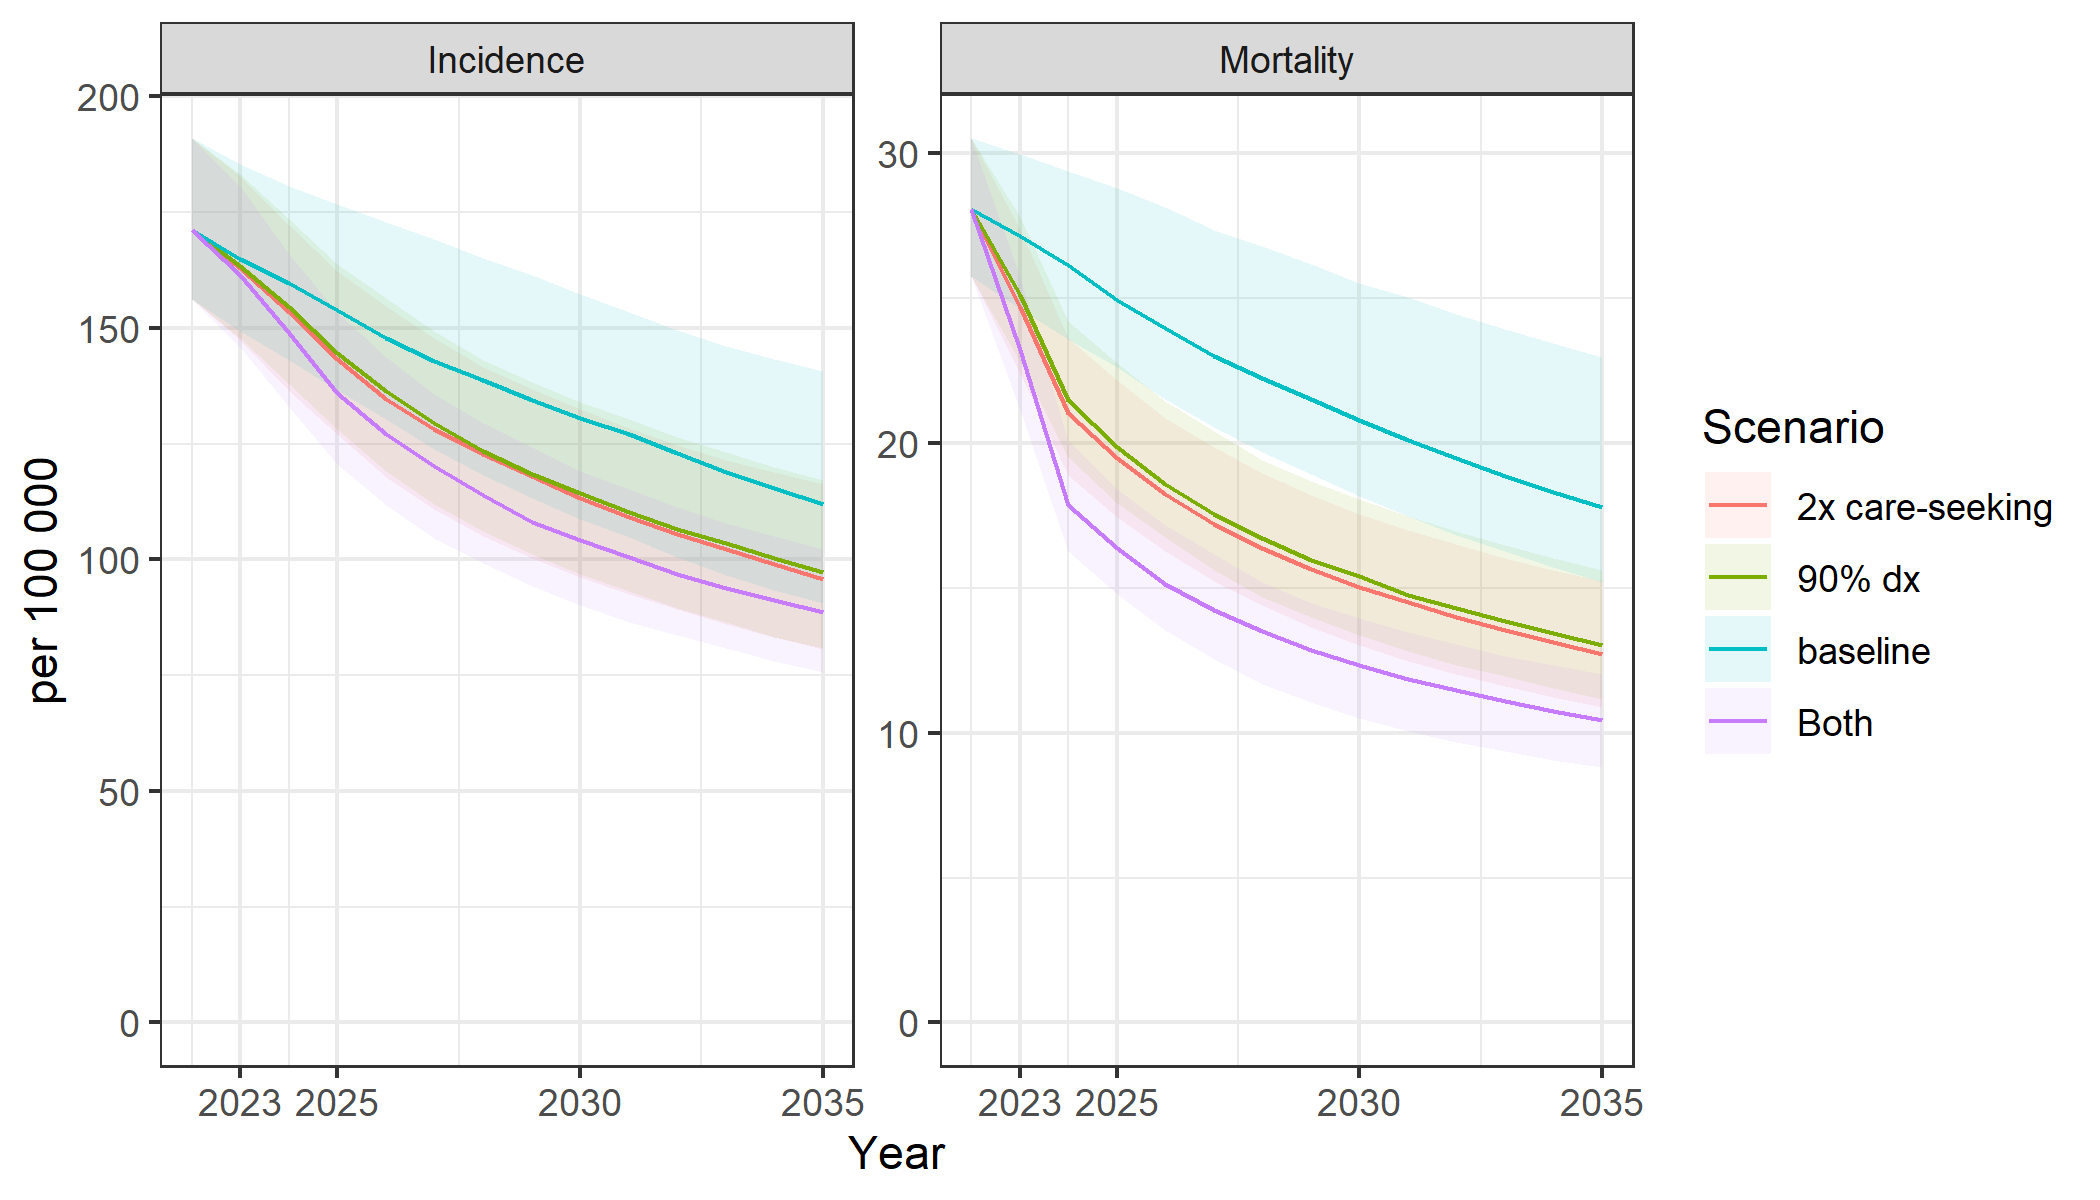 Incidence
Mortality
200
150
100
50
0
30
20
10
0
per 100 000
2023 2025 2030 2035
2023 2025 2030 2035
Year
Scenario
2x care-seeking
90% dx
baseline
Both